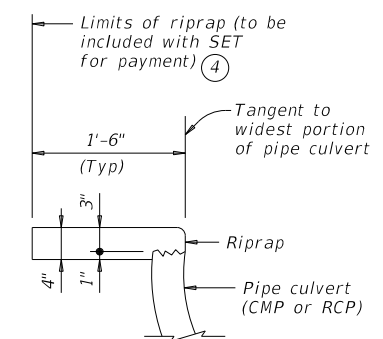 Limits of riprap (to be
included with SET
for payment) 4
Tangent to
widest portion
of pipe culvert
1'-6"
(Typ)
3"
Riprap
4"
1"
Pipe culvert
(CMP or RCP)